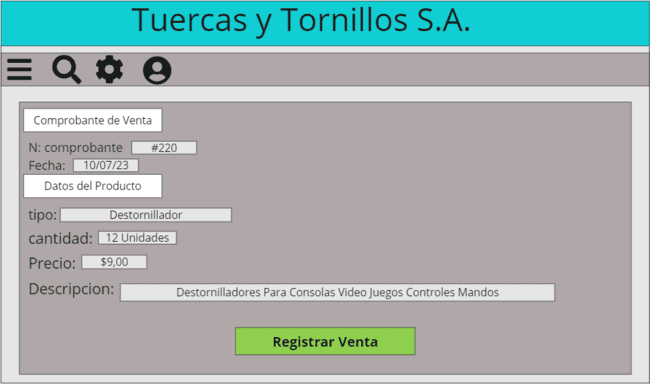 Tuercas y Tornillos S.A.
Comprobante de Venta
N: comprobante #220
Fecha: 10/07/23
Datos del Producto
tipo: Destornillador
cantidad: 12 Unidades
Precio: $9,00
Descripcion: Destornilladores Para Consolas Video Juegos Controles Mandos
Registrar Venta